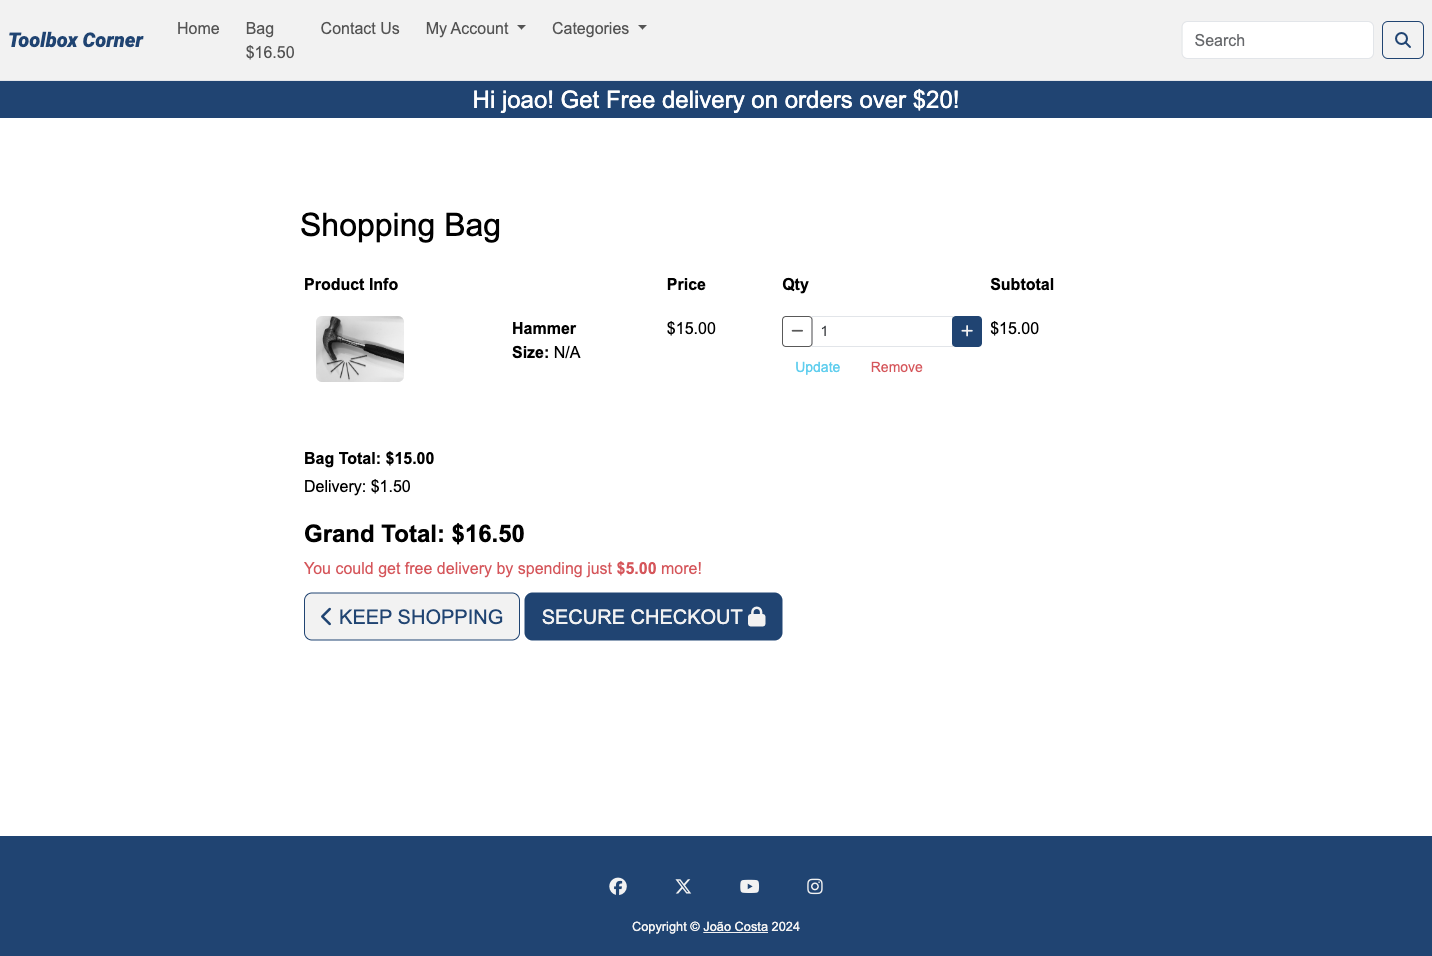 Toolbox Corner
Home
Bag
$16.50
Contact Us
My Account
Categories
Search
Hi joao! Get Free delivery on orders over $20!
Shopping Bag
Product Info
Price
Qty
Subtotal
Hammer
Size: N/A
$15.00
1
$15.00
Update
Remove
Bag Total: $15.00
Delivery: $1.50
Grand Total: $16.50
You could get free delivery by spending just $5.00 more!
KEEP SHOPPING
SECURE CHECKOUT
Copyright © João Costa 2024